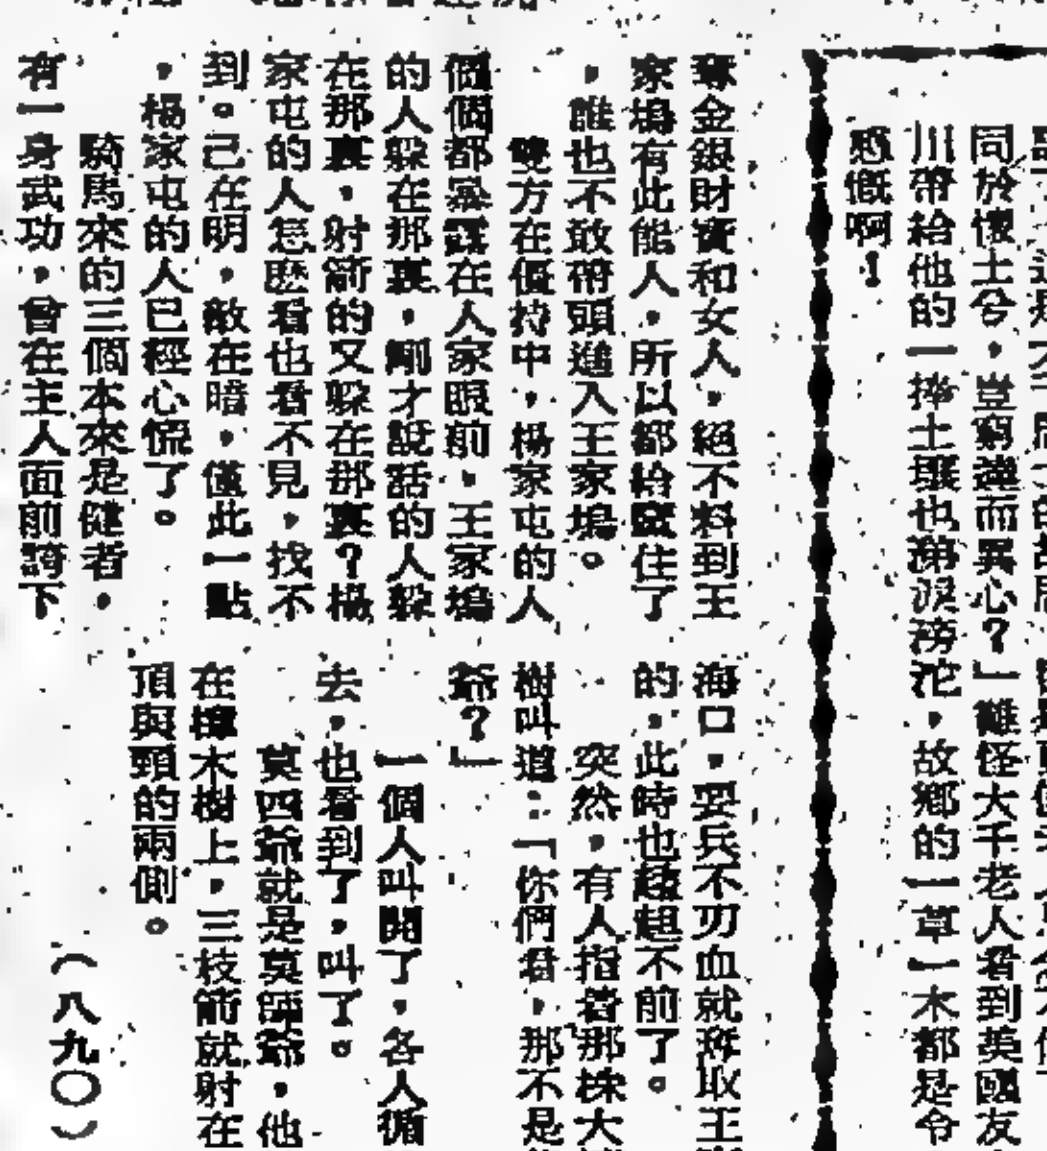 同於懷土兮,豈窮達而異心?」難怪大千老人看到美國友
川帶給他的一捧土壤也涕淚滂沱,故鄉的一草一木都是令
感慨啊!
奪金銀財寶和女人,絕不料到王
家塢有此能人,所以都給震住了
,誰也不敢帶頭進入王家塢。
雙方在僵持中,楊家屯的人
個個都暴露在人家眼前,王家塢
的人躱在那裏,剛才說話的人躱
在那裏,射箭的又躱在那裏?楊
家屯的人怎麽看也看不見,找不
到。己在明,敵在暗,僅此一點
,楊家屯的人已經心慌了。
騎馬來的三個本來是健者,
有一身武功,曾在主人面前誇下
海口,要兵不刃血就奪取王
的,此時也趑趄不前了。
突然,有人指着那株大
樹叫道:「你們看,那不是
爺?」
一個人叫開了,各人循
去,也看到了,叫了。
莫四爺就是莫師爺,他
在樟木樹上,三枝箭就射在
頂與頸的兩側。
(八九〇)